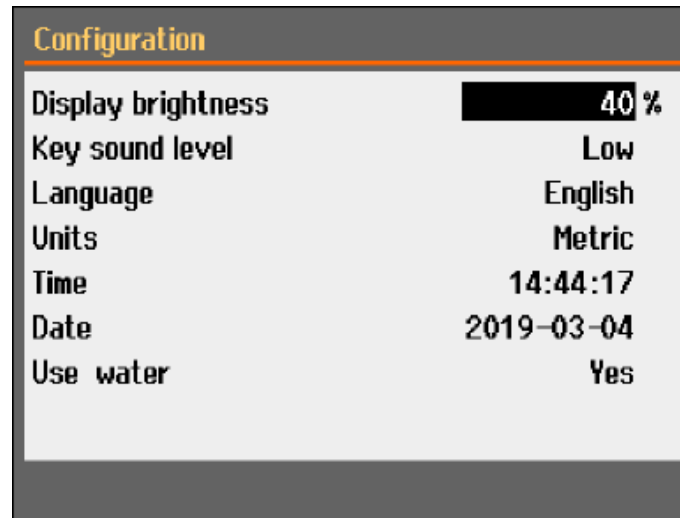 Configuration
Display brightness 40 %
Key sound level Low
Language English
Units Metric
Time 14:44:17
Date 2019-03-04
Use water Yes